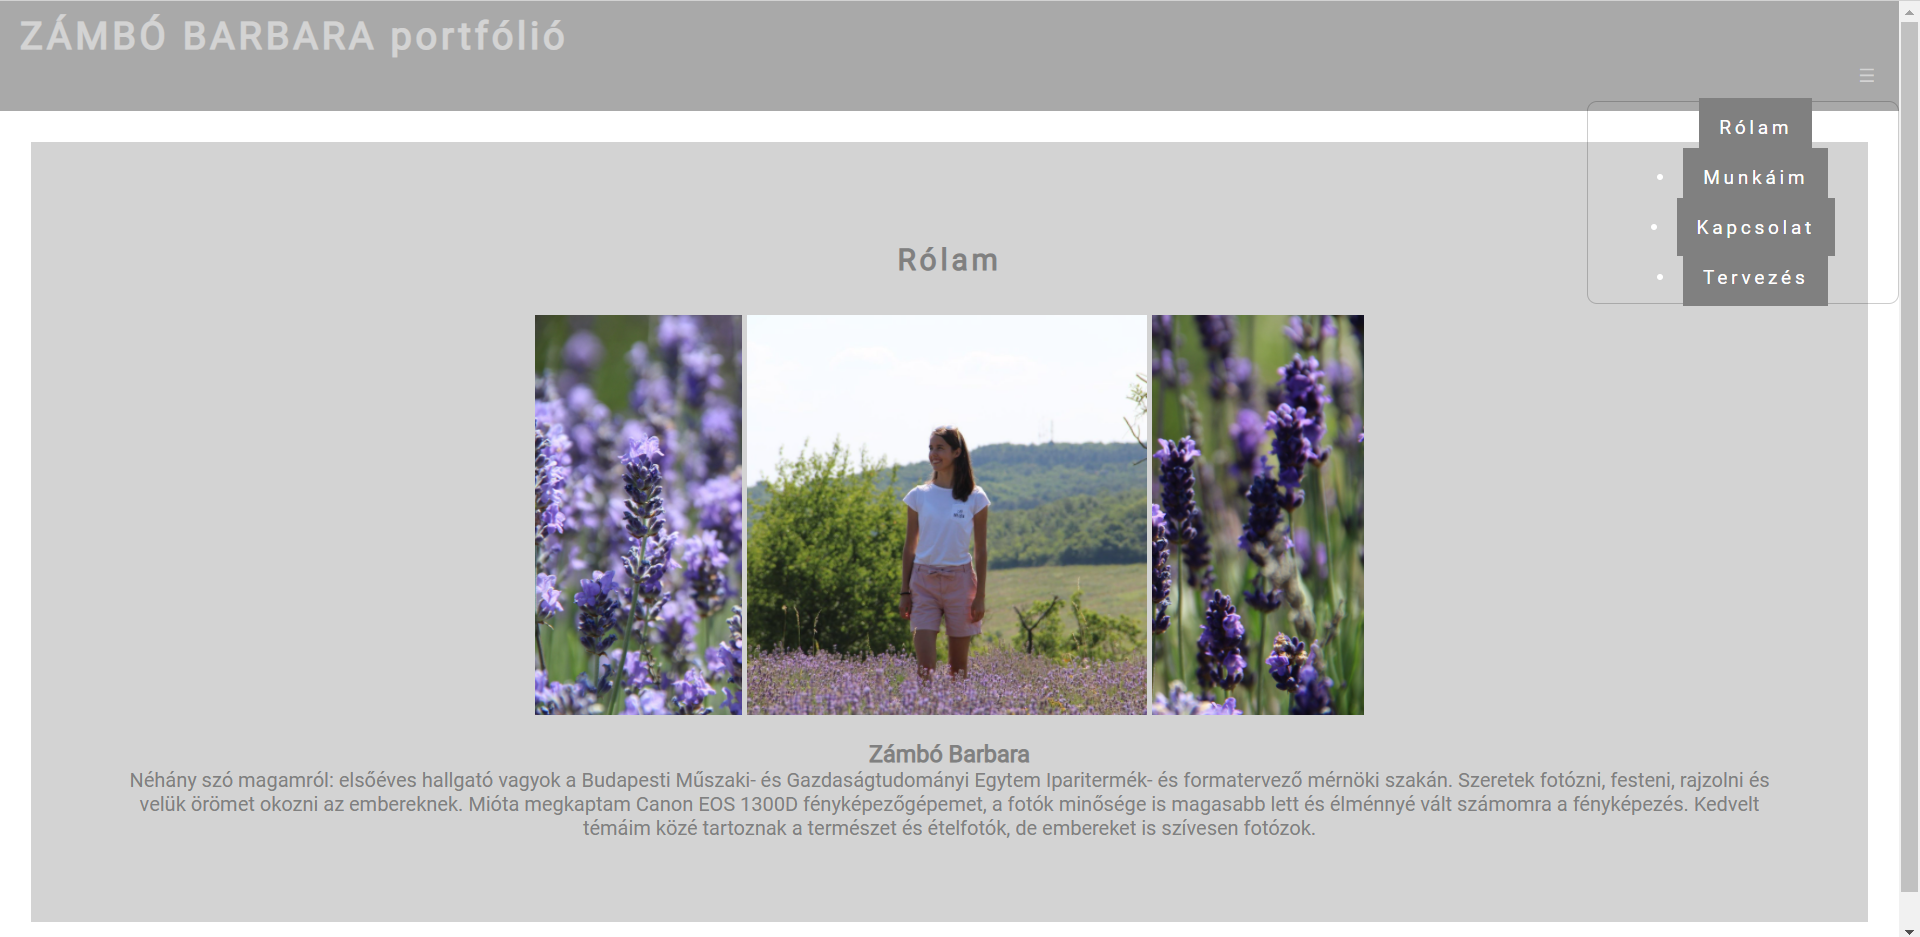 ZÁMBÓ BARBARA portfólió
☰
Rólam
• Munkáim
• Kapcsolat
• Tervezés
Rólam
Zámbó Barbara
Néhány szó magamról: elsőéves hallgató vagyok a Budapesti Műszaki- és Gazdaságtudományi Egytem Iparitermék- és formatervező mérnöki szakán. Szeretek fotózni, festeni, rajzolni és
velük örömet okozni az embereknek. Mióta megkaptam Canon EOS 1300D fényképezőgépemet, a fotók minősége is magasabb lett és élménnyé vált számomra a fényképezés. Kedvelt
témáim közé tartoznak a természet és ételfotók, de embereket is szívesen fotózok.